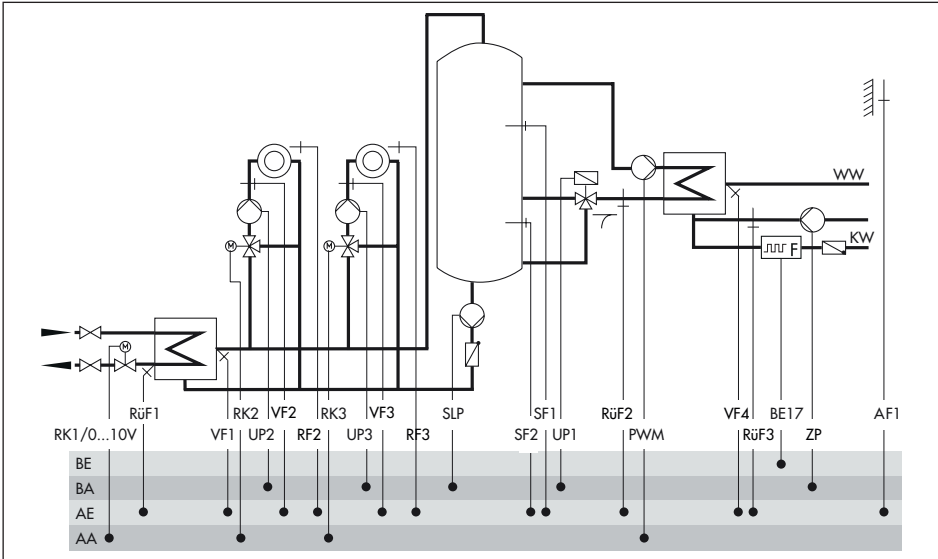 WW
KW
F
M
M
M
RüF1 RK2 VF2 RK3 VF3 SLP SF1 RüF2 VF4 BE17 AF1
RK1/0...10V VF1 UP2 RF2 UP3 RF3 SF2 UP1 PWM RüF3 ZP
BE
BA
AE
AA